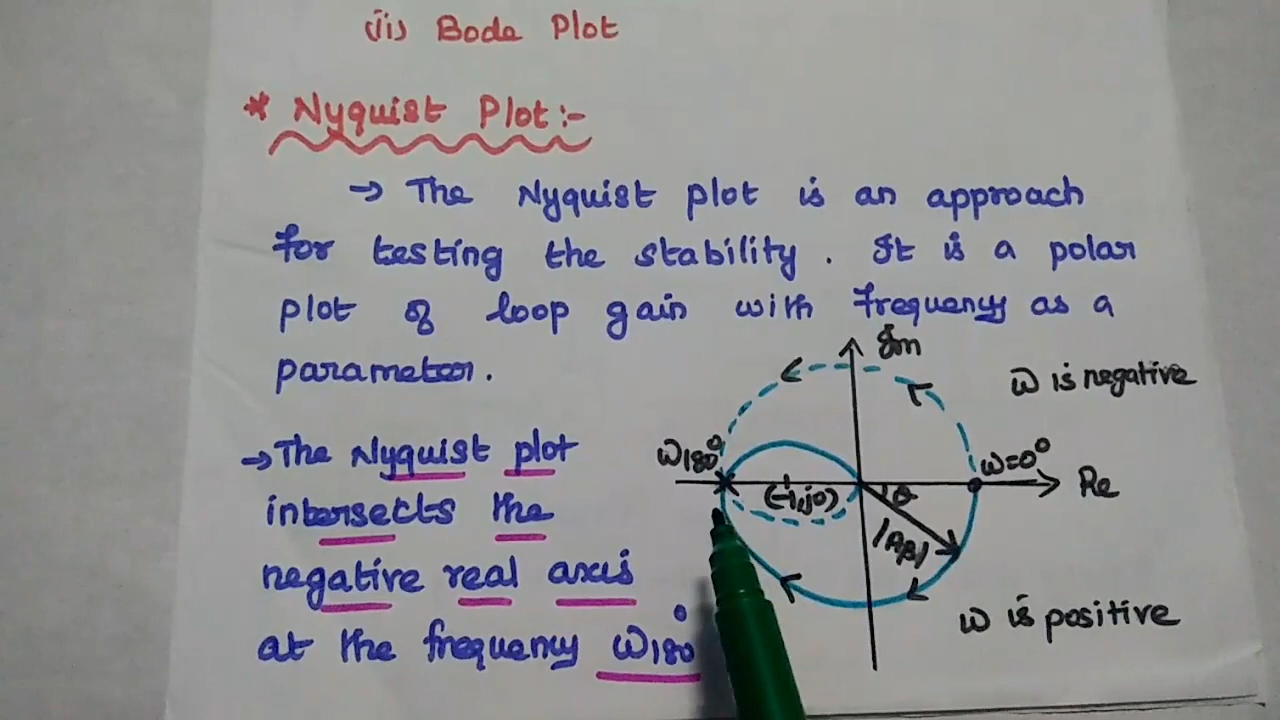 (ii) Bode Plot
* Nyquist Plot:-
→ The Nyquist plot is an approach
for testing the stability. It is a polar
plot of loop gain with frequency as a
parameter.
Im
ω is negative
→ The Nyquist plot
intersects the
negative real axis
at the frequency ω180°
ω180°
(-1,j0)
ω=0°
Re
θ
|Aβ|
ω is positive